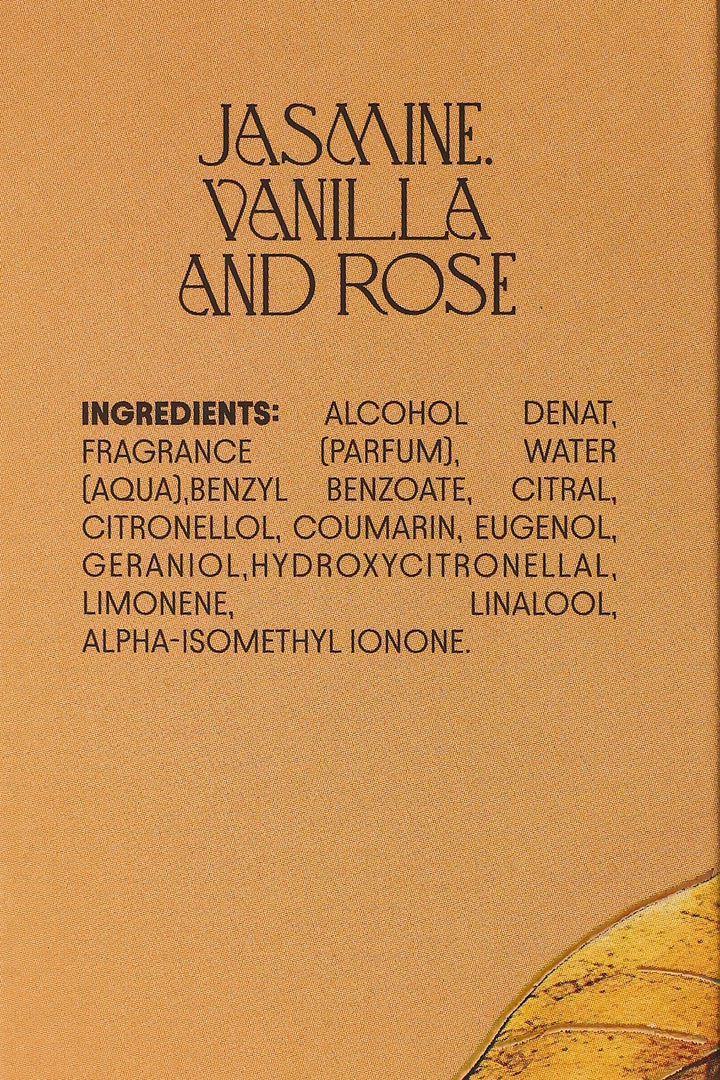 JASMINE.
VANILLA
AND ROSE
INGREDIENTS: ALCOHOL DENAT,
FRAGRANCE (PARFUM), WATER
(AQUA),BENZYL BENZOATE, CITRAL,
CITRONELLOL, COUMARIN, EUGENOL,
GERANIOL,HYDROXYCITRONELLAL,
LIMONENE, LINALOOL,
ALPHA-ISOMETHYL IONONE.